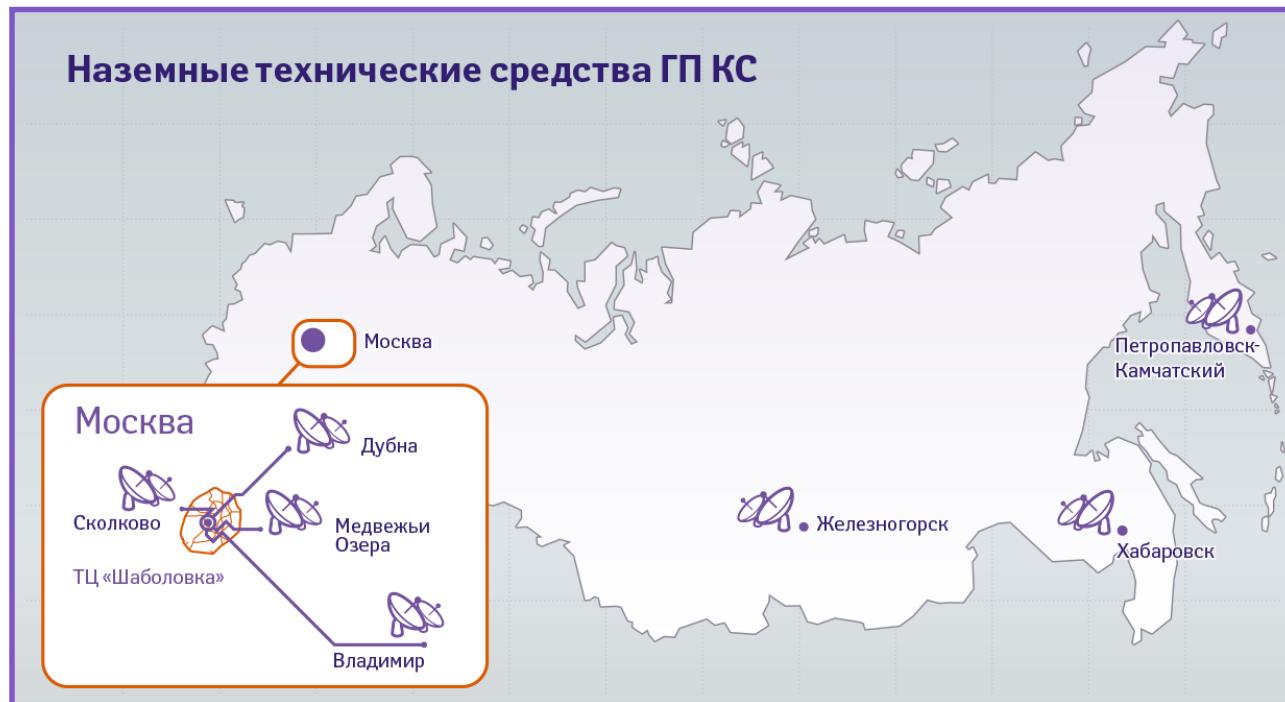 Наземные технические средства ГП КС
Москва
Петропавловск-
Камчатский
Москва
Дубна
Сколково
Медвежьи
Озера
ТЦ «Шаболовка»
Владимир
Железногорск
Хабаровск